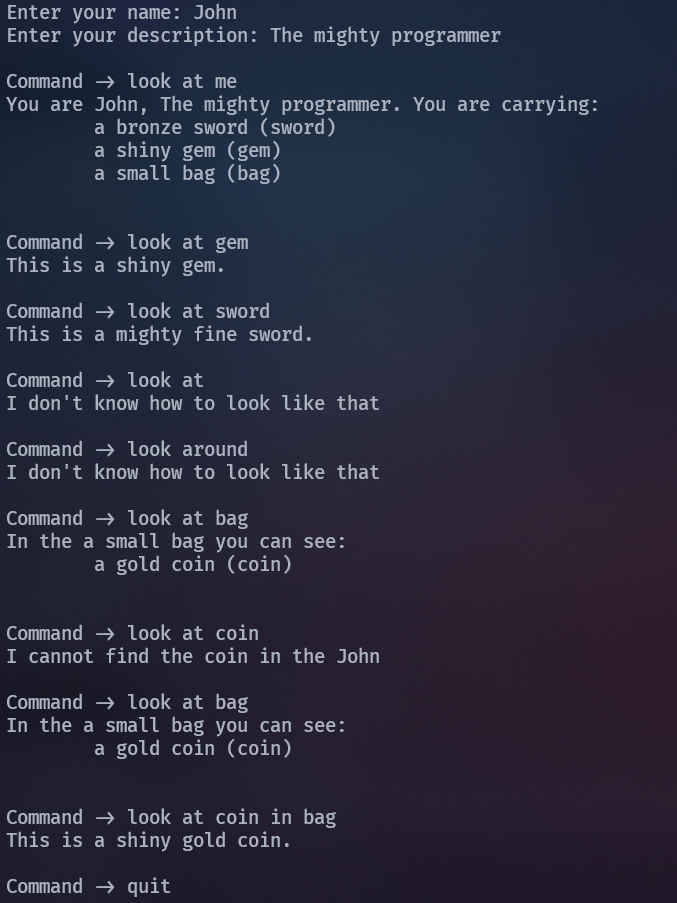 Enter your name: John
Enter your description: The mighty programmer
Command -> look at me
You are John, The mighty programmer. You are carrying:
a bronze sword (sword)
a shiny gem (gem)
a small bag (bag)
Command -> look at gem
This is a shiny gem.
Command -> look at sword
This is a mighty fine sword.
Command -> look at
I don't know how to look like that
Command -> look around
I don't know how to look like that
Command -> look at bag
In the a small bag you can see:
a gold coin (coin)
Command -> look at coin
I cannot find the coin in the John
Command -> look at bag
In the a small bag you can see:
a gold coin (coin)
Command -> look at coin in bag
This is a shiny gold coin.
Command -> quit